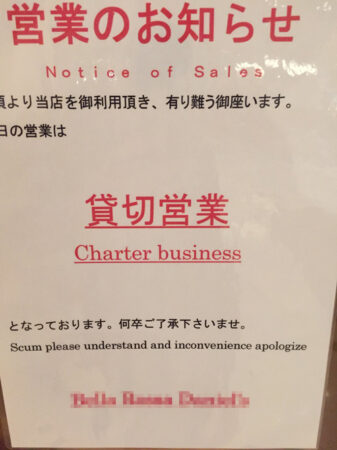 営業のお知らせ
Notice of Sales
頃より当店を御利用頂き、有り難う御座います。
日の営業は
貸切営業
Charter business
となっております。何卒ご了承下さいませ。
Scum please understand and inconvenience apologize